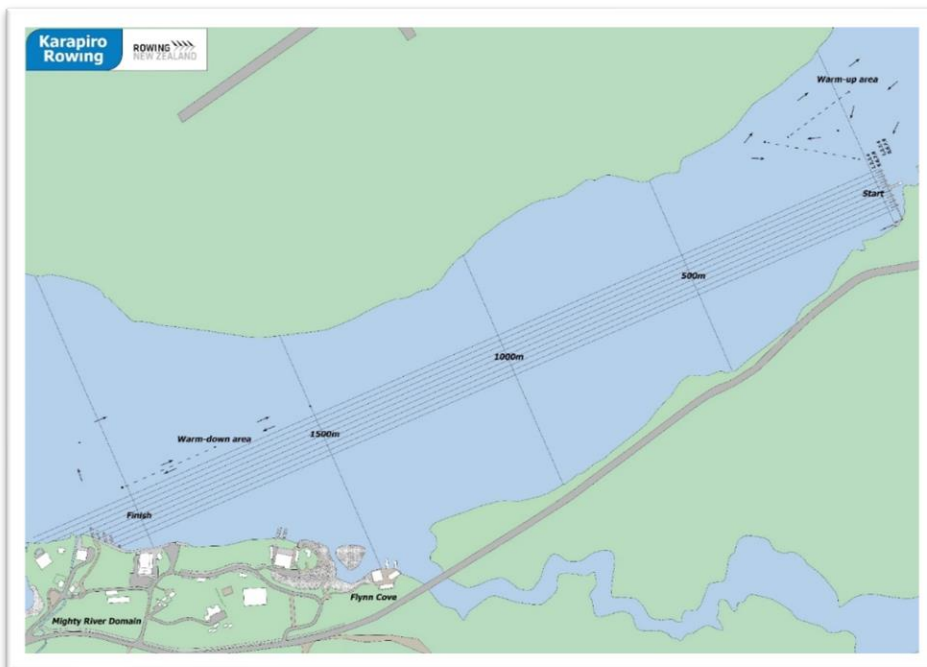 Karapiro
Rowing
ROWING
NEW ZEALAND
Warm-up area
Start
500m
1000m
1500m
Warm-down area
Finish
Flynn Cove
Mighty River Domain